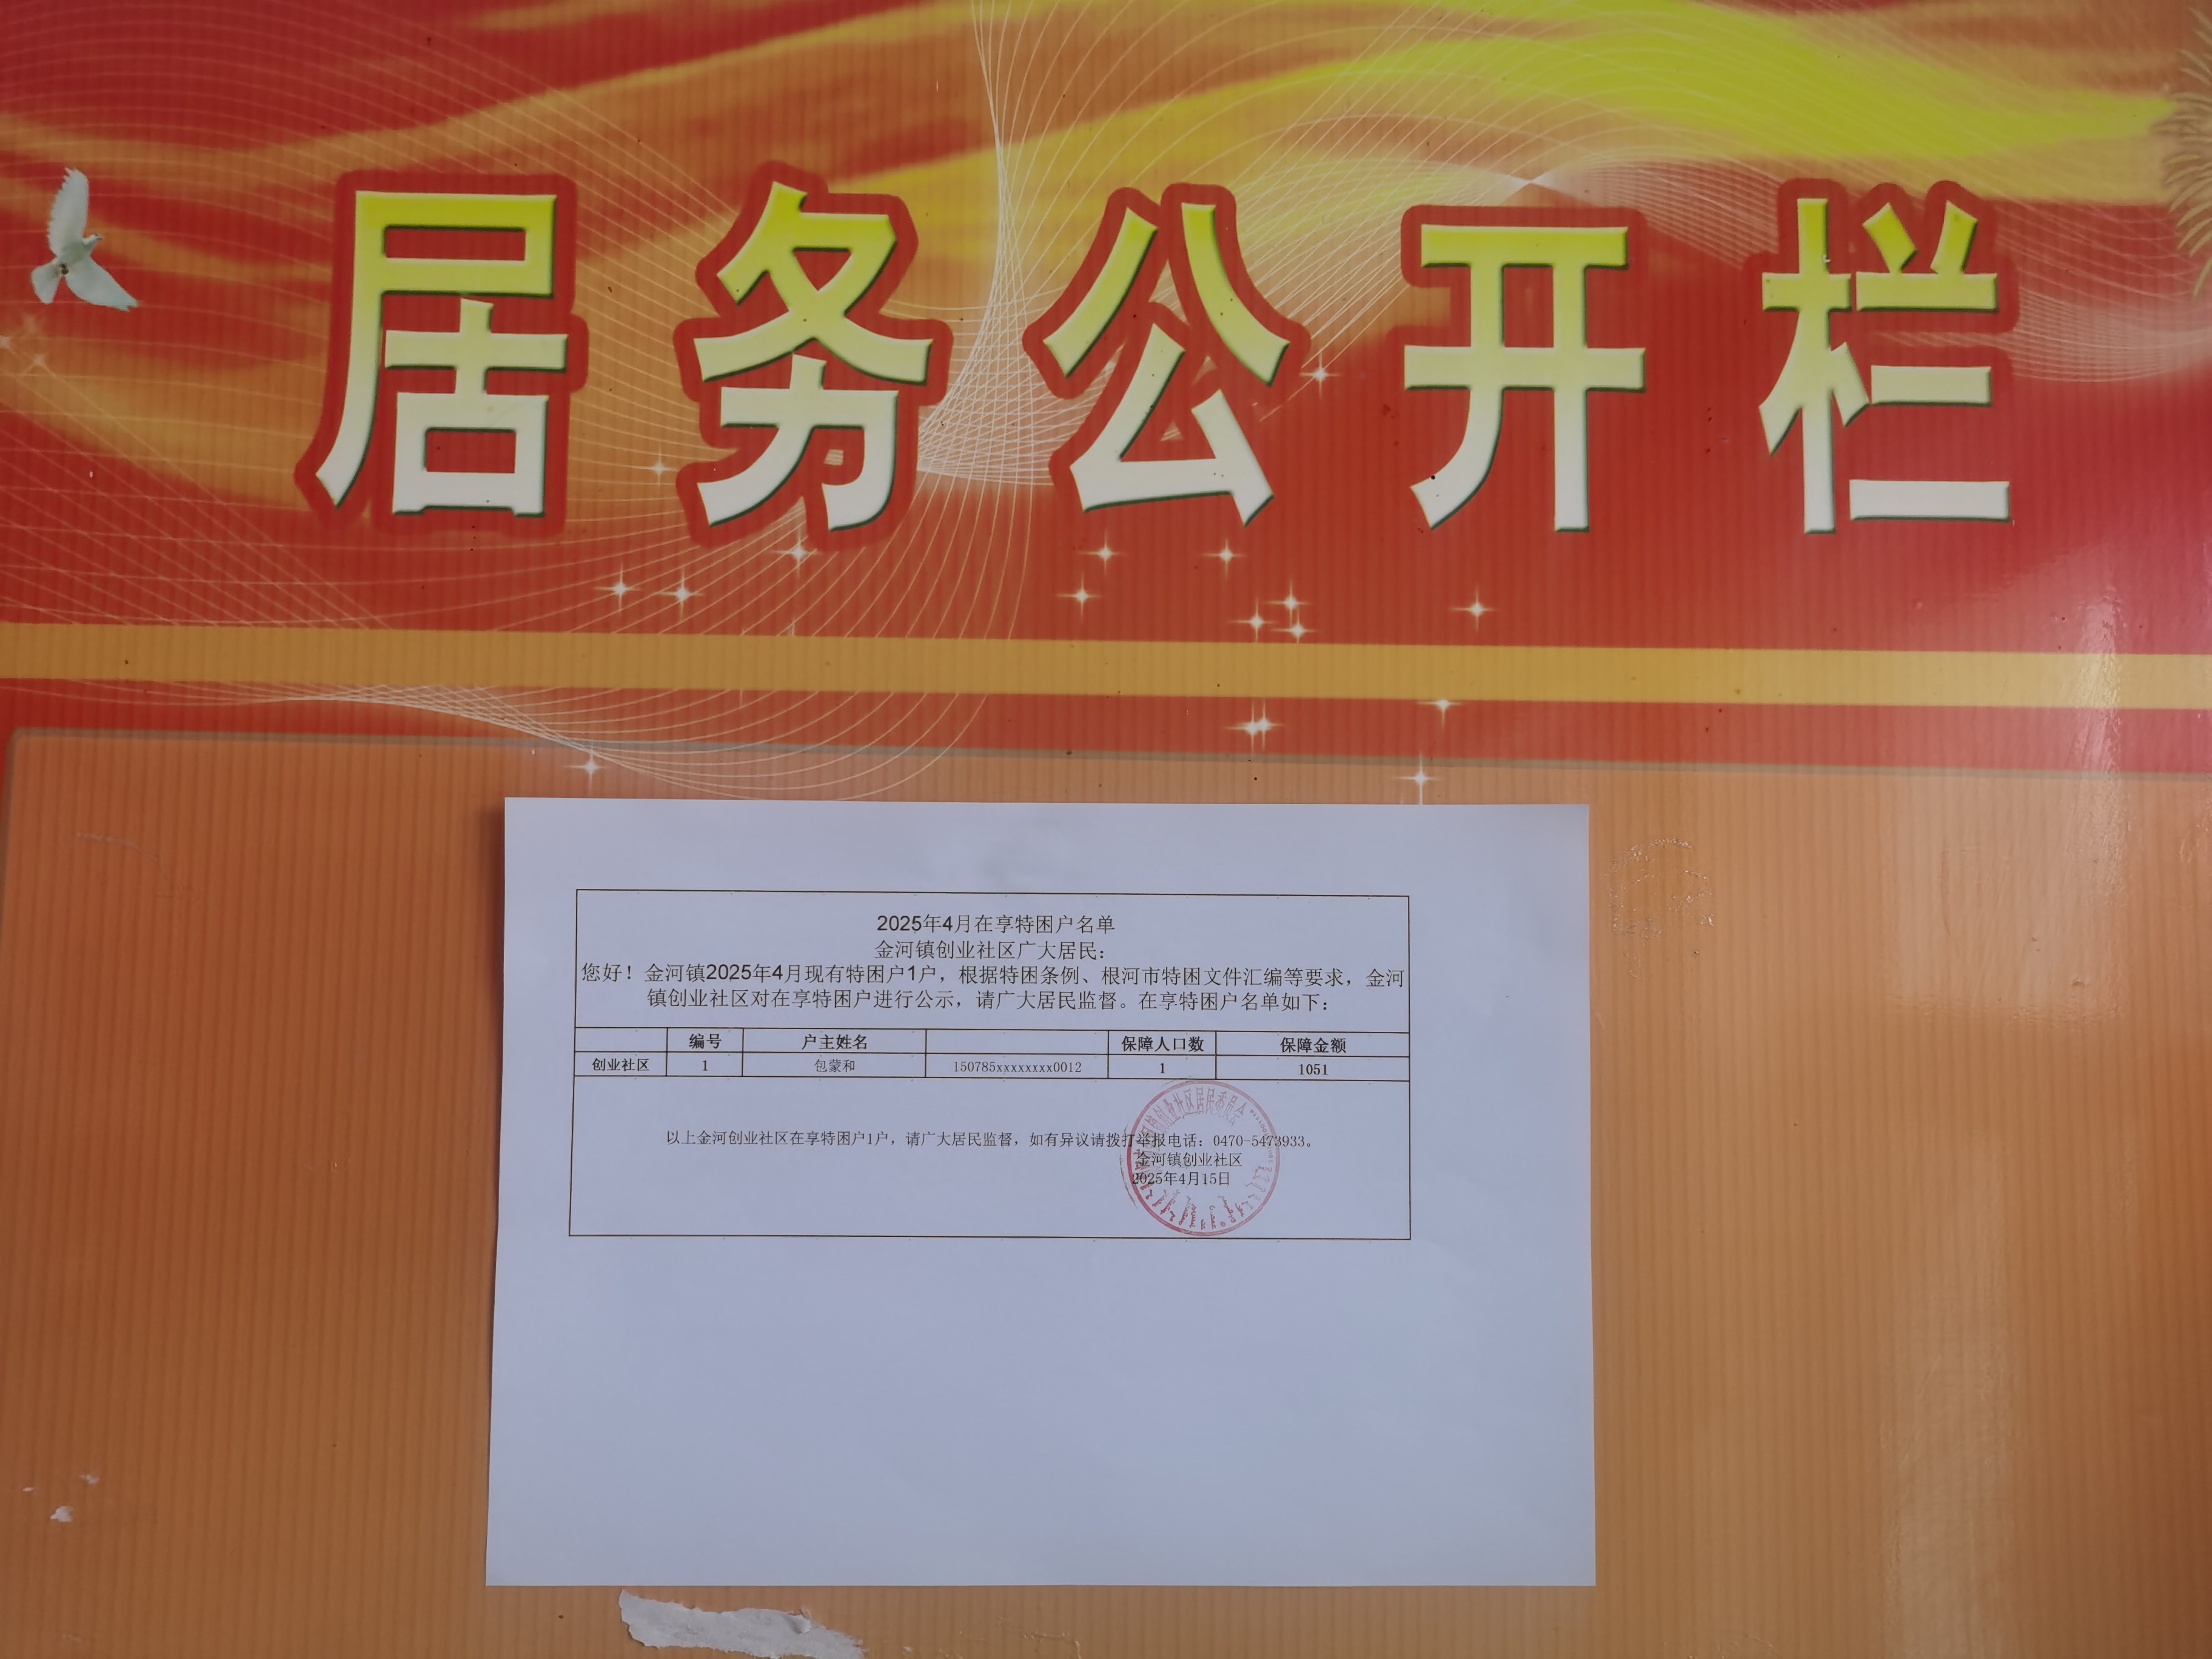 居务公开栏
2025年4月在享特困户名单
金河镇创业社区广大居民：
您好！金河镇2025年4月现有特困户1户，根据特困条例、根河市特困文件汇编等要求，金河
镇创业社区对在享特困户进行公示，请广大居民监督。在享特困户名单如下：
编号 户主姓名 保障人口数 保障金额
创业社区 1 包蒙和 150785xxxxxxxx0012 1 1051
以上金河创业社区在享特困户1户，请广大居民监督，如有异议请拨打举报电话：0470-5473933。
金河镇创业社区
2025年4月15日
创业社区居民委员会